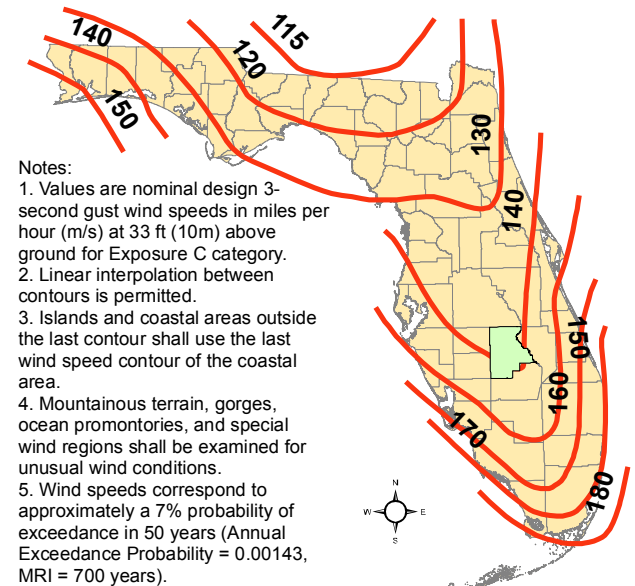 115
140
120
150
130
140
Notes:
1. Values are nominal design 3-
second gust wind speeds in miles per
hour (m/s) at 33 ft (10m) above
ground for Exposure C category.
2. Linear interpolation between
contours is permitted.
3. Islands and coastal areas outside
the last contour shall use the last
wind speed contour of the coastal
area.
4. Mountainous terrain, gorges,
ocean promontories, and special
wind regions shall be examined for
unusual wind conditions.
5. Wind speeds correspond to
approximately a 7% probability of
exceedance in 50 years (Annual
Exceedance Probability = 0.00143,
MRI = 700 years).
150
160
170
180
N
W E
S